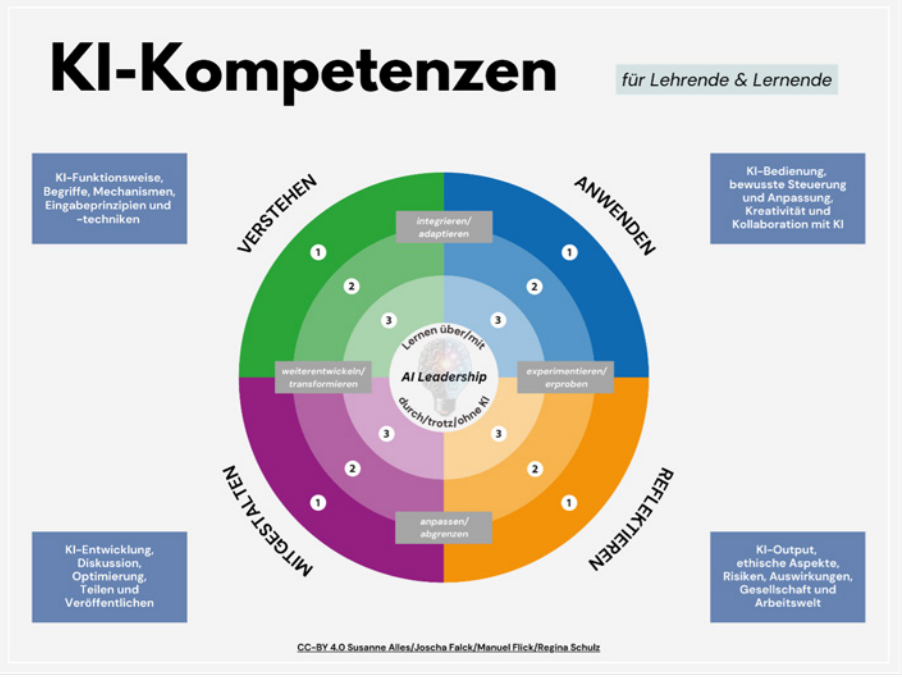 KI-Kompetenzen
für Lehrende & Lernende
KI-Funktionsweise,
Begriffe, Mechanismen,
Eingabeprinzipien und
-techniken
KI-Bedienung,
bewusste Steuerung
und Anpassung,
Kreativität und
Kollaboration mit KI
VERSTEHEN
ANWENDEN
integrieren/
adaptieren
1
1
2
2
3
3
Lernen über/mit
weiterentwickeln/
transformieren
AI Leadership
experimentieren/
erproben
durch/trotz/ohne KI
3
3
2
2
1
1
anpassen/
abgrenzen
MITGESTALTEN
REFLEKTIEREN
KI-Entwicklung,
Diskussion,
Optimierung,
Teilen und
Veröffentlichen
KI-Output,
ethische Aspekte,
Risiken, Auswirkungen,
Gesellschaft und
Arbeitswelt
CC-BY 4.0 Susanne Alles/Joscha Falck/Manuel Flick/Regina Schulz